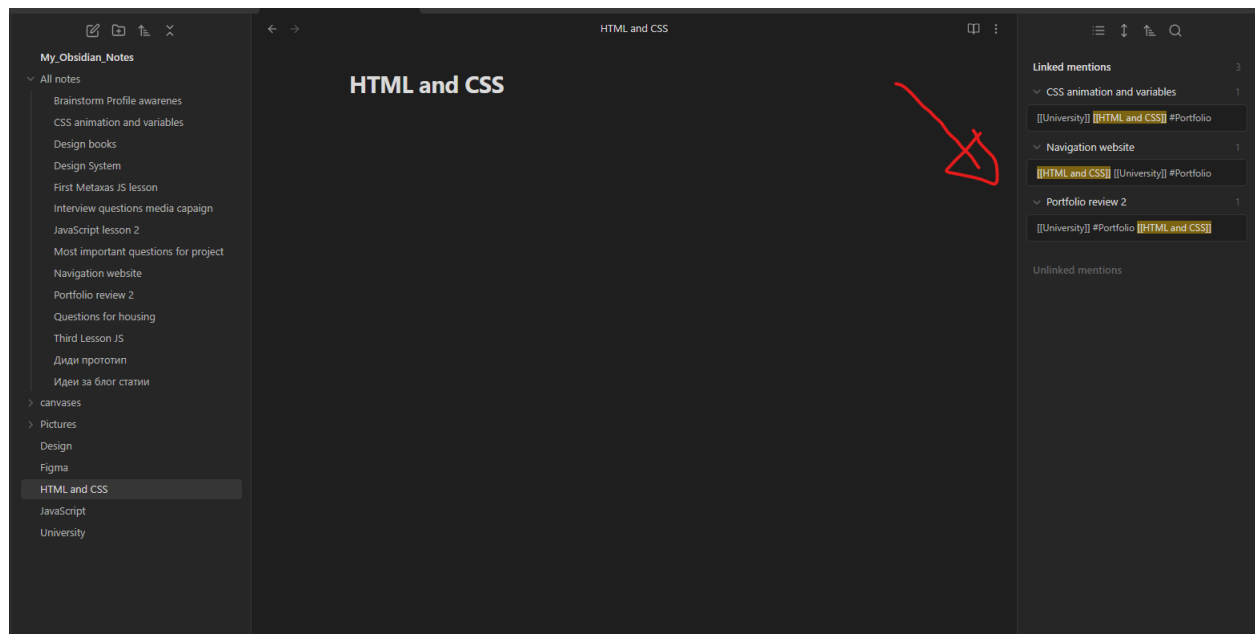 HTML and CSS
My_Obsidian_Notes
All notes
Brainstorm Profile awarenes
CSS animation and variables
Design books
Design System
First Metaxas JS lesson
Interview questions media capaign
JavaScript lesson 2
Most important questions for project
Navigation website
Portfolio review 2
Questions for housing
Third Lesson JS
Диди прототип
Идеи за блог статии
canvases
Pictures
Design
Figma
HTML and CSS
JavaScript
University
HTML and CSS
Linked mentions 3
CSS animation and variables 1
[[University]] [[HTML and CSS]] #Portfolio
Navigation website 1
[[HTML and CSS]] [[University]] #Portfolio
Portfolio review 2 1
[[University]] #Portfolio [[HTML and CSS]]
Unlinked mentions